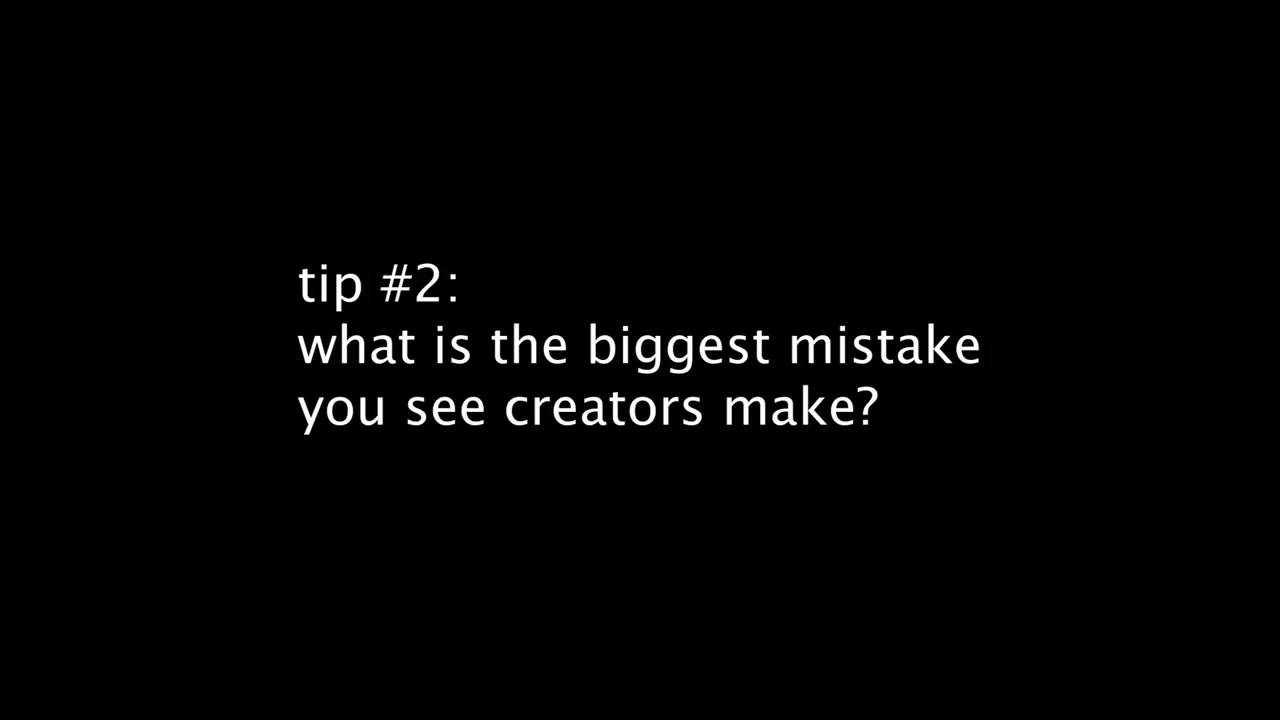 tip #2:
what is the biggest mistake
you see creators make?